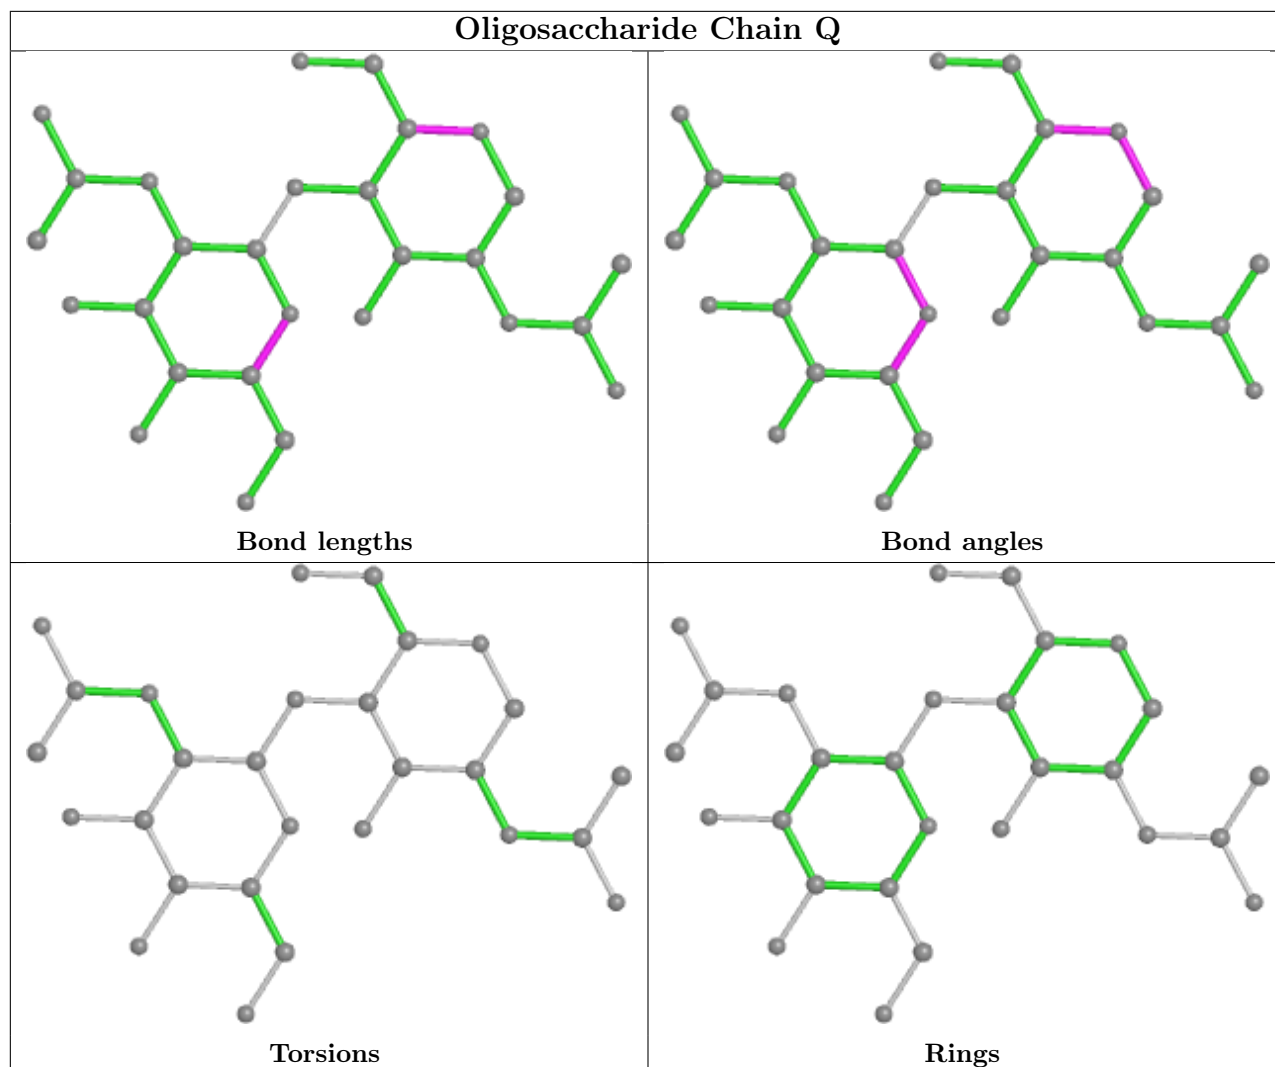 Oligosaccharide Chain Q
Bond lengths
Bond angles
Torsions
Rings